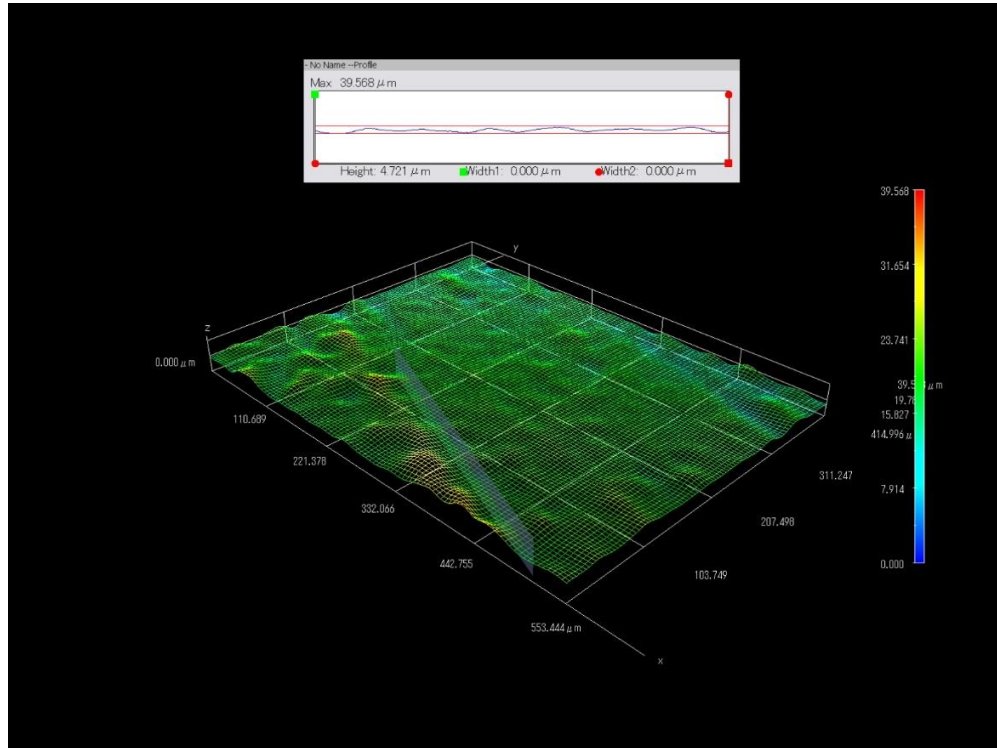 - No Name --Profile
Max 39.568 μm
Height: 4.721 μm Width1: 0.000 μm Width2: 0.000 μm
39.568
31.654
23.741
15.827
414.996 μ
7.914
0.000
y
z
0.000 μm
110.689
221.378
332.066
442.755
553.444 μm
x
103.749
207.498
311.247